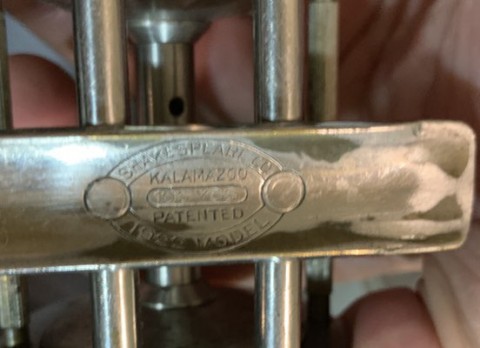 SHAKESPEARE CO
KALAMAZOO
PATENTED
MODEL